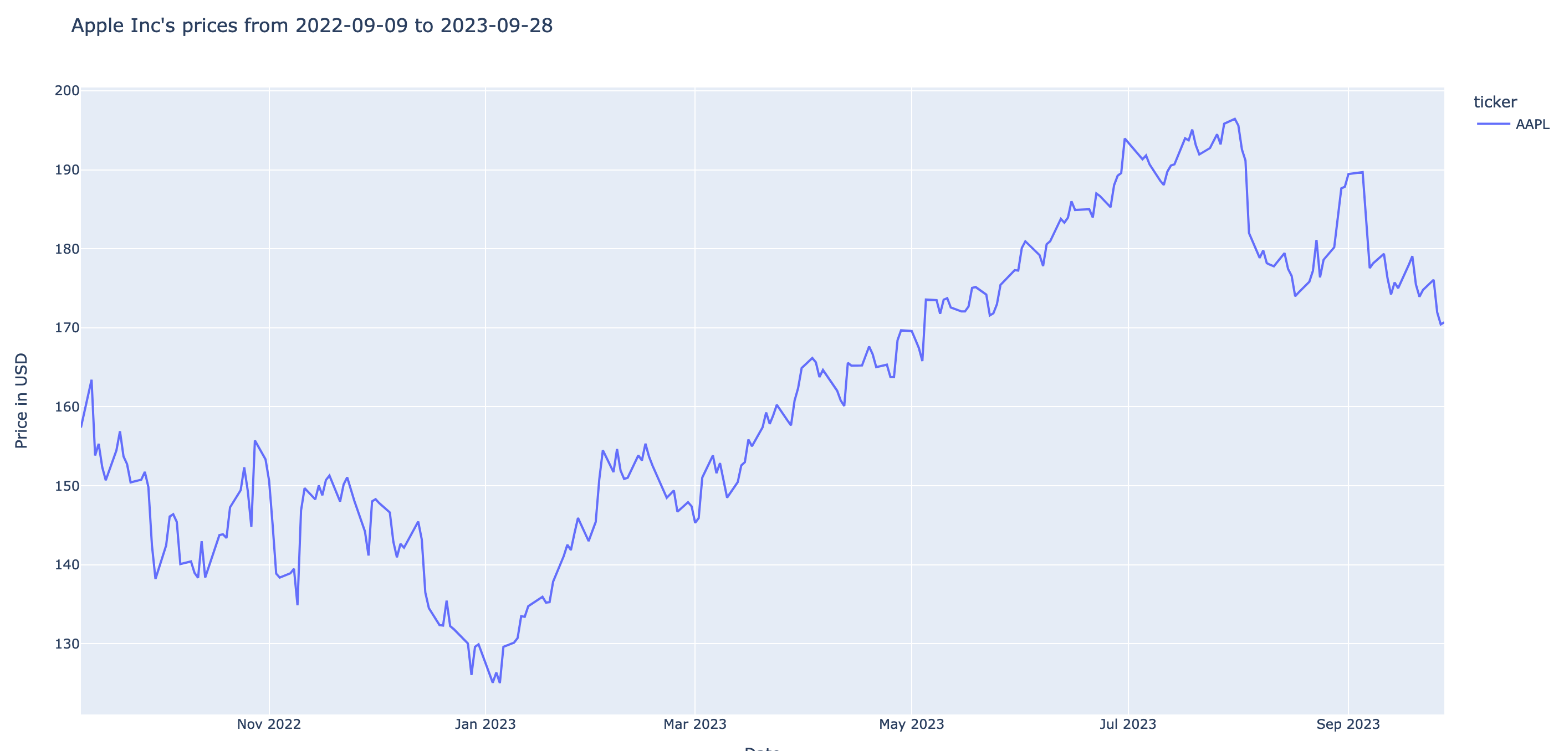 Apple Inc's prices from 2022-09-09 to 2023-09-28
200
190
180
170
160
150
140
130
Price in USD
Nov 2022
Jan 2023
Mar 2023
May 2023
Jul 2023
Sep 2023
ticker
AAPL